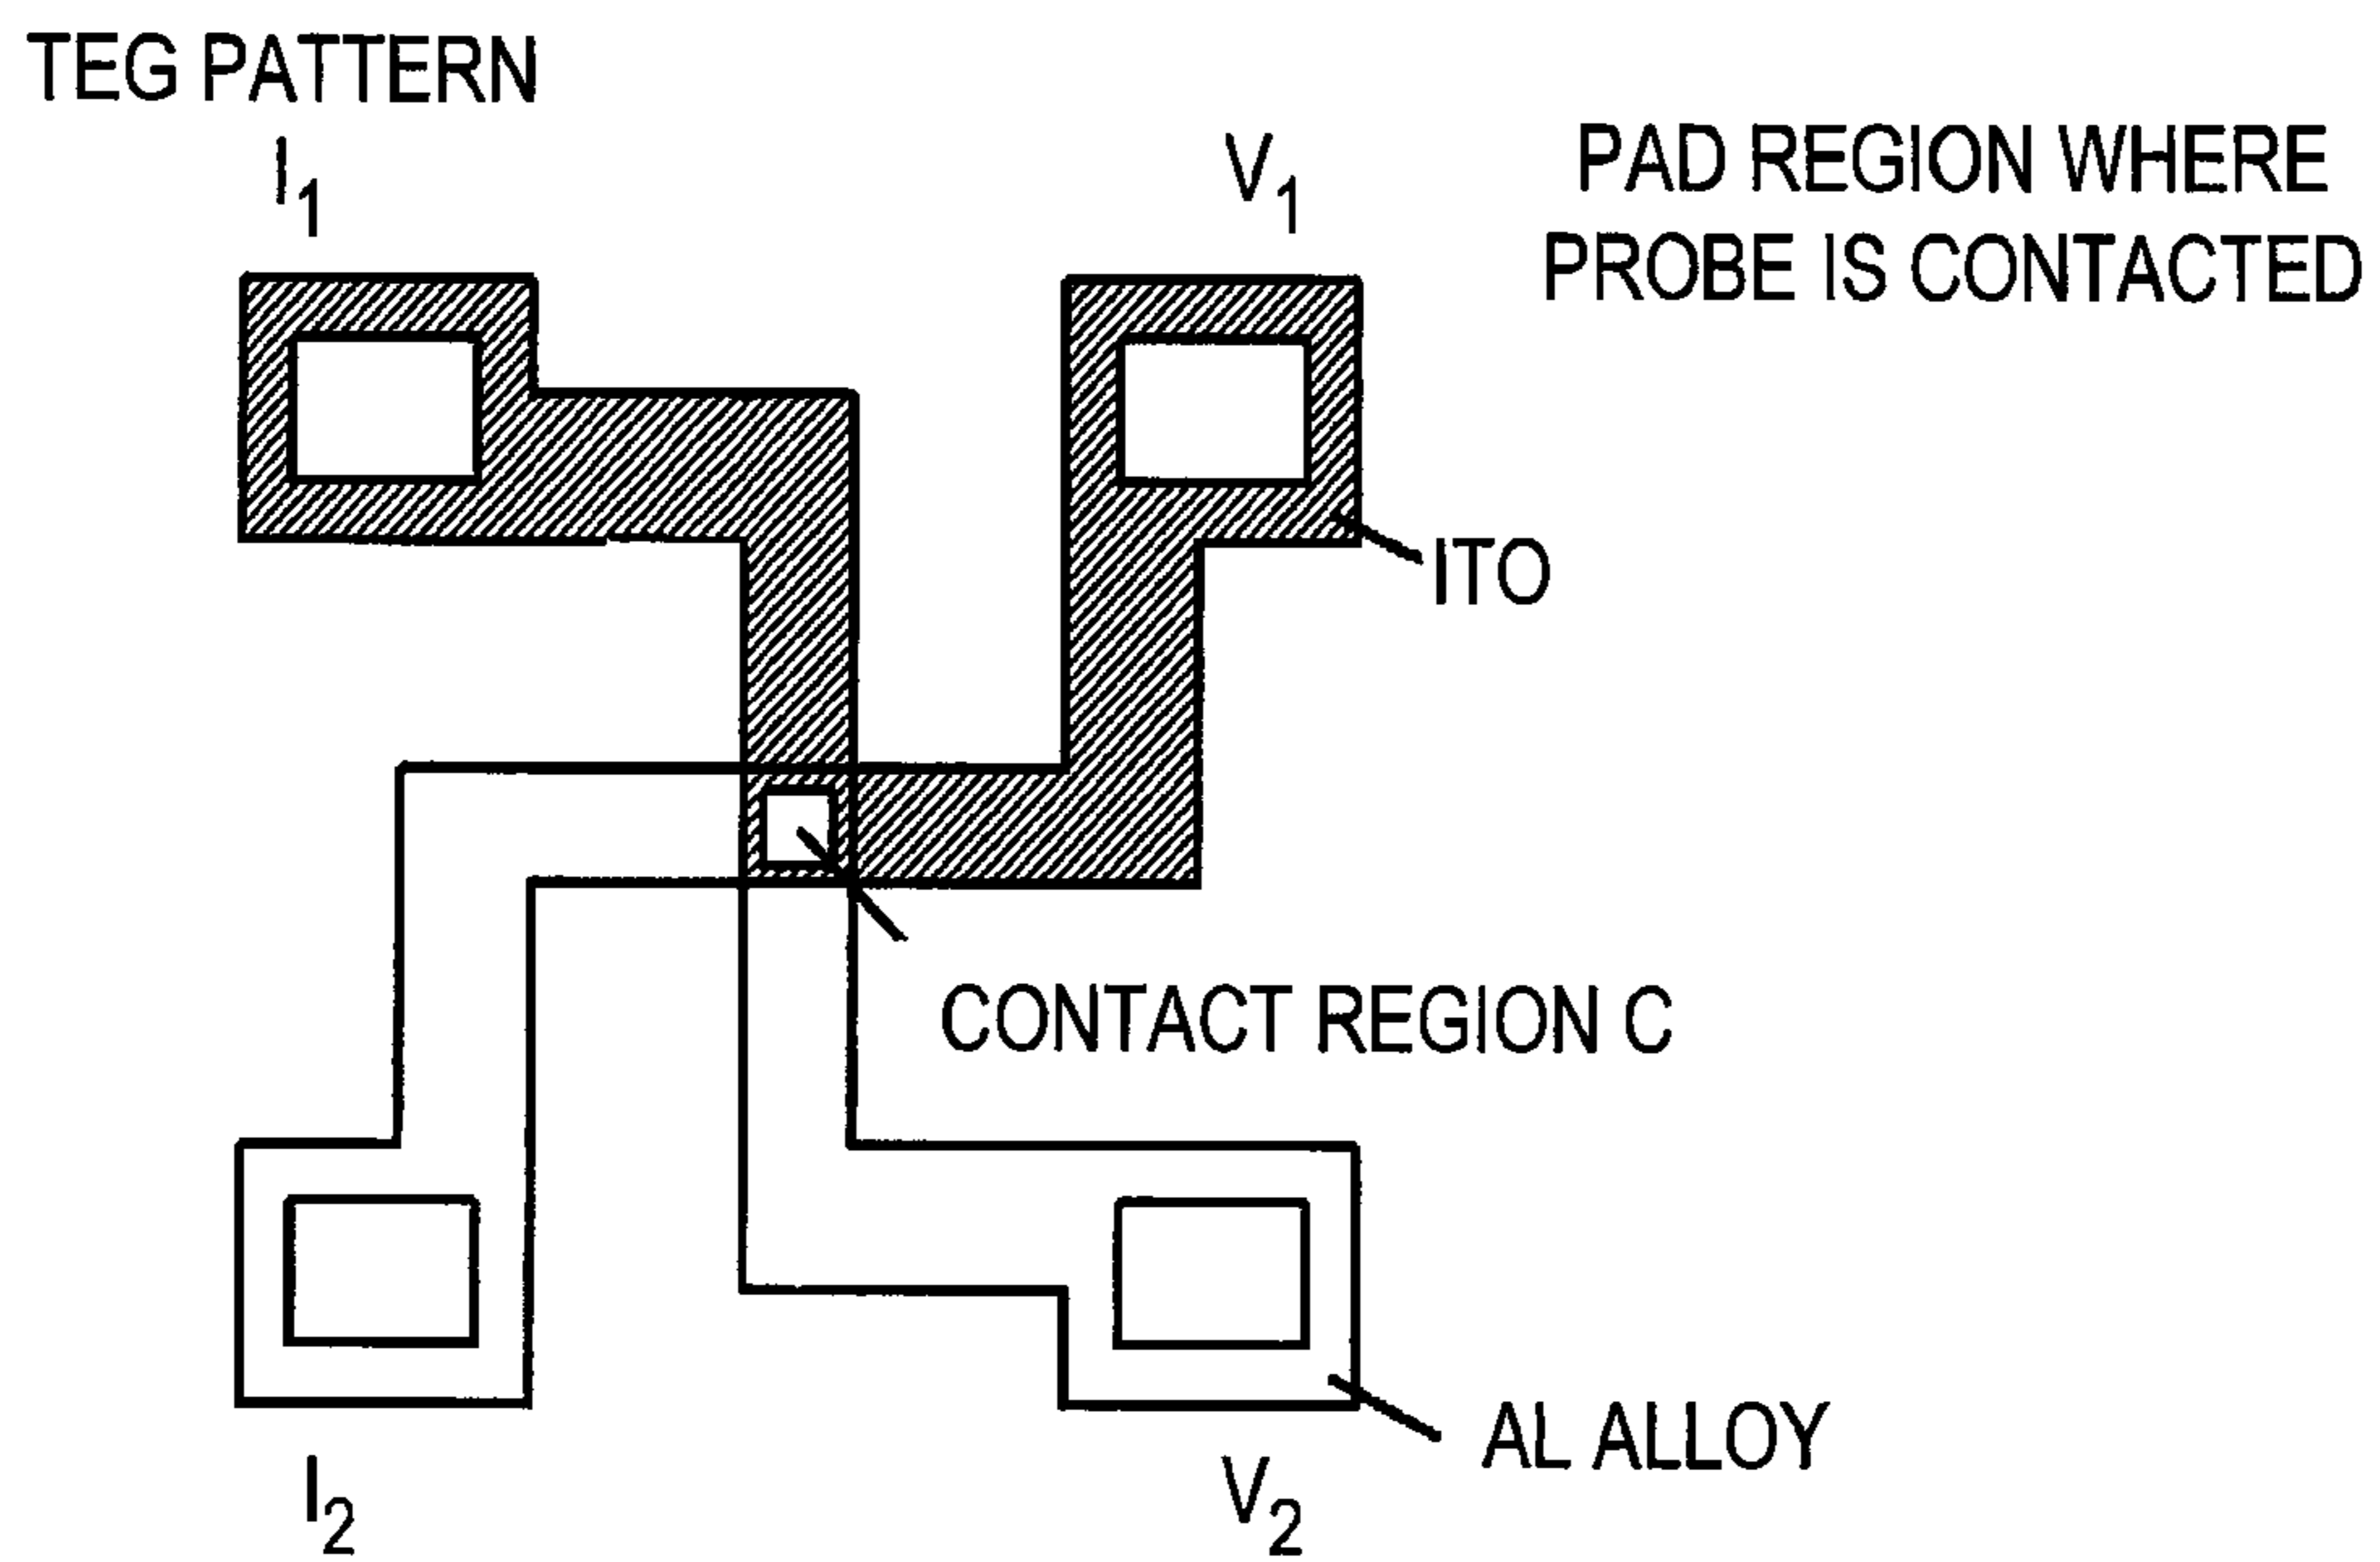 TEG PATTERN
I1
V1
PAD REGION WHERE
PROBE IS CONTACTED
ITO
CONTACT REGION C
AL ALLOY
I2
V2